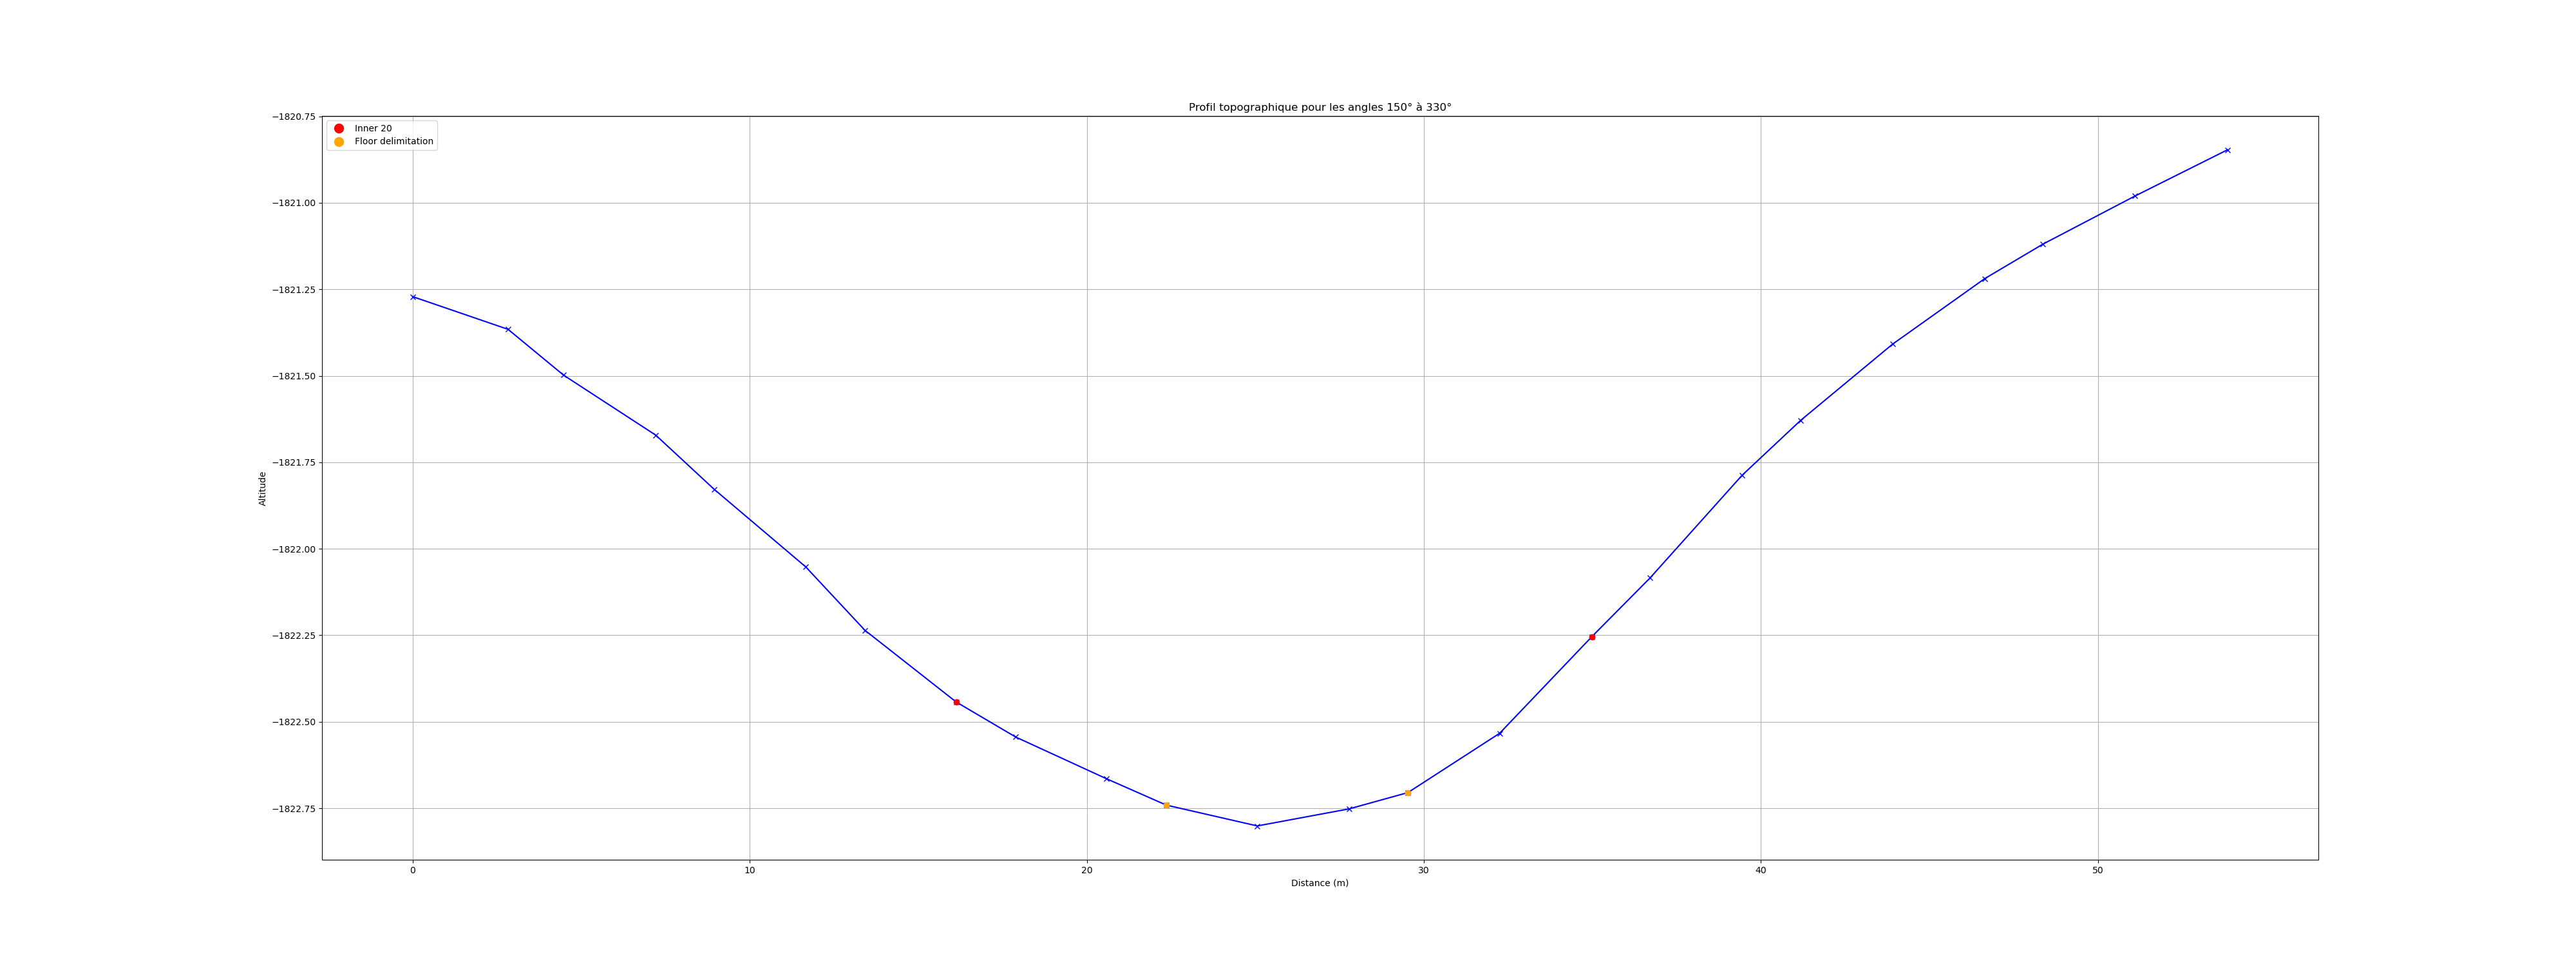 Profil topographique pour les angles 150° à 330°
Inner 20
Floor delimitation
−1820.75
−1821.00
−1821.25
−1821.50
−1821.75
−1822.00
−1822.25
−1822.50
−1822.75
Altitude
0 10 20 30 40 50
Distance (m)